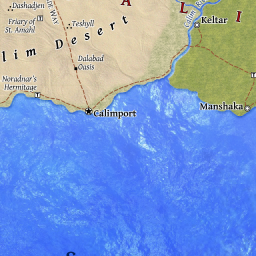 Dashadjen
Teshyll
Friary of
St. Amahl
Keltar
A
L
I
lim Desert
Dalabad
Oasis
Noradnar's
Hermitage
Calimport
Manshaka